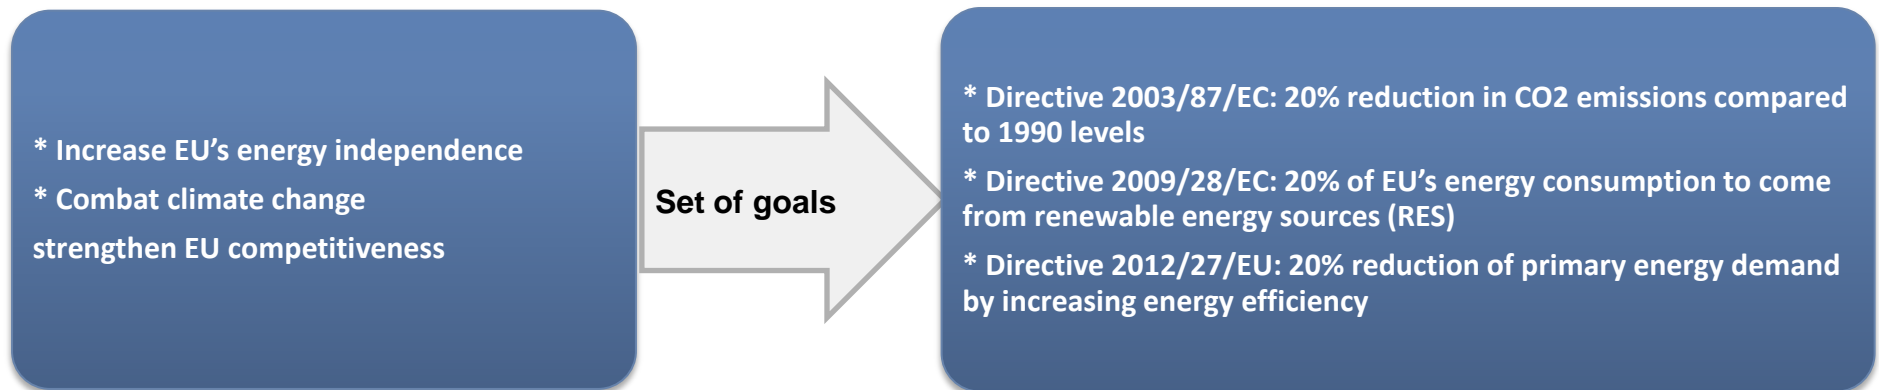 * Increase EU’s energy independence
* Combat climate change
strengthen EU competitiveness
Set of goals
* Directive 2003/87/EC: 20% reduction in CO2 emissions compared
to 1990 levels
* Directive 2009/28/EC: 20% of EU’s energy consumption to come
from renewable energy sources (RES)
* Directive 2012/27/EU: 20% reduction of primary energy demand
by increasing energy efficiency